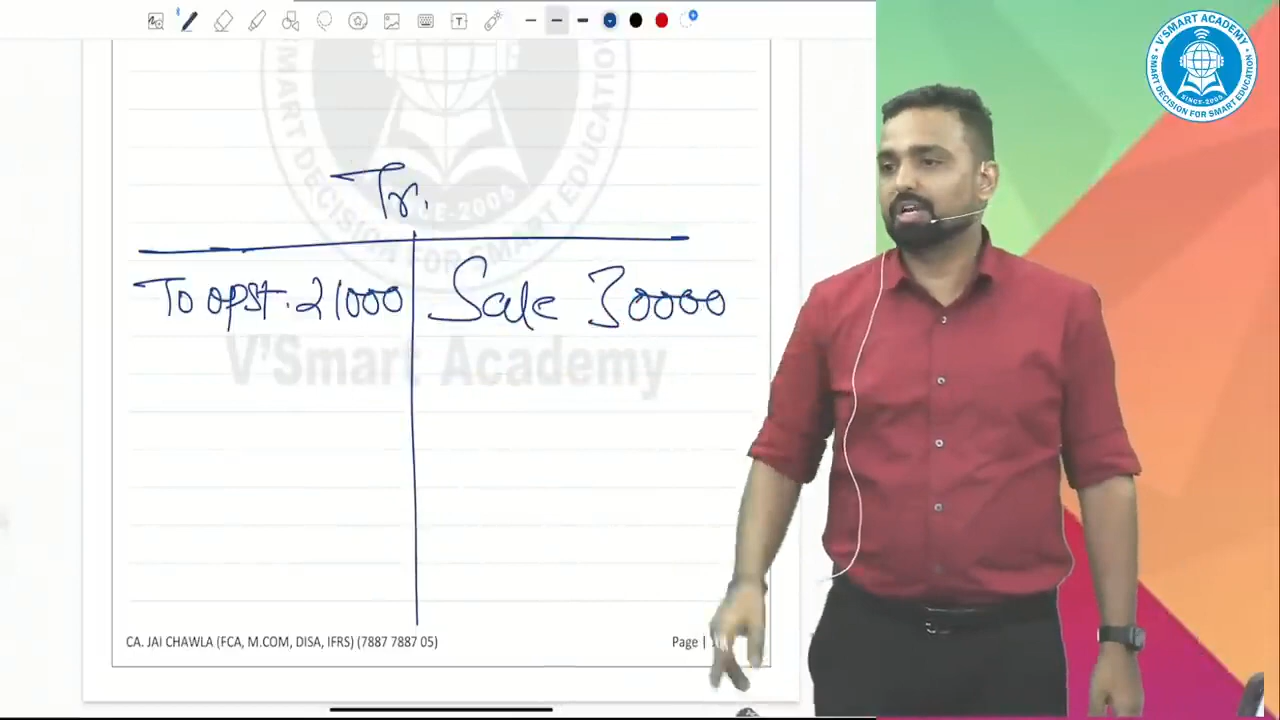 V'SMART ACADEMY
SMART DECISION FOR SMART EDUCATION
SINCE-2005
Tr.
To opst. 21000 Sale 30000
V'Smart Academy
CA. JAI CHAWLA (FCA, M.COM, DISA, IFRS) (7887 7887 05) Page |